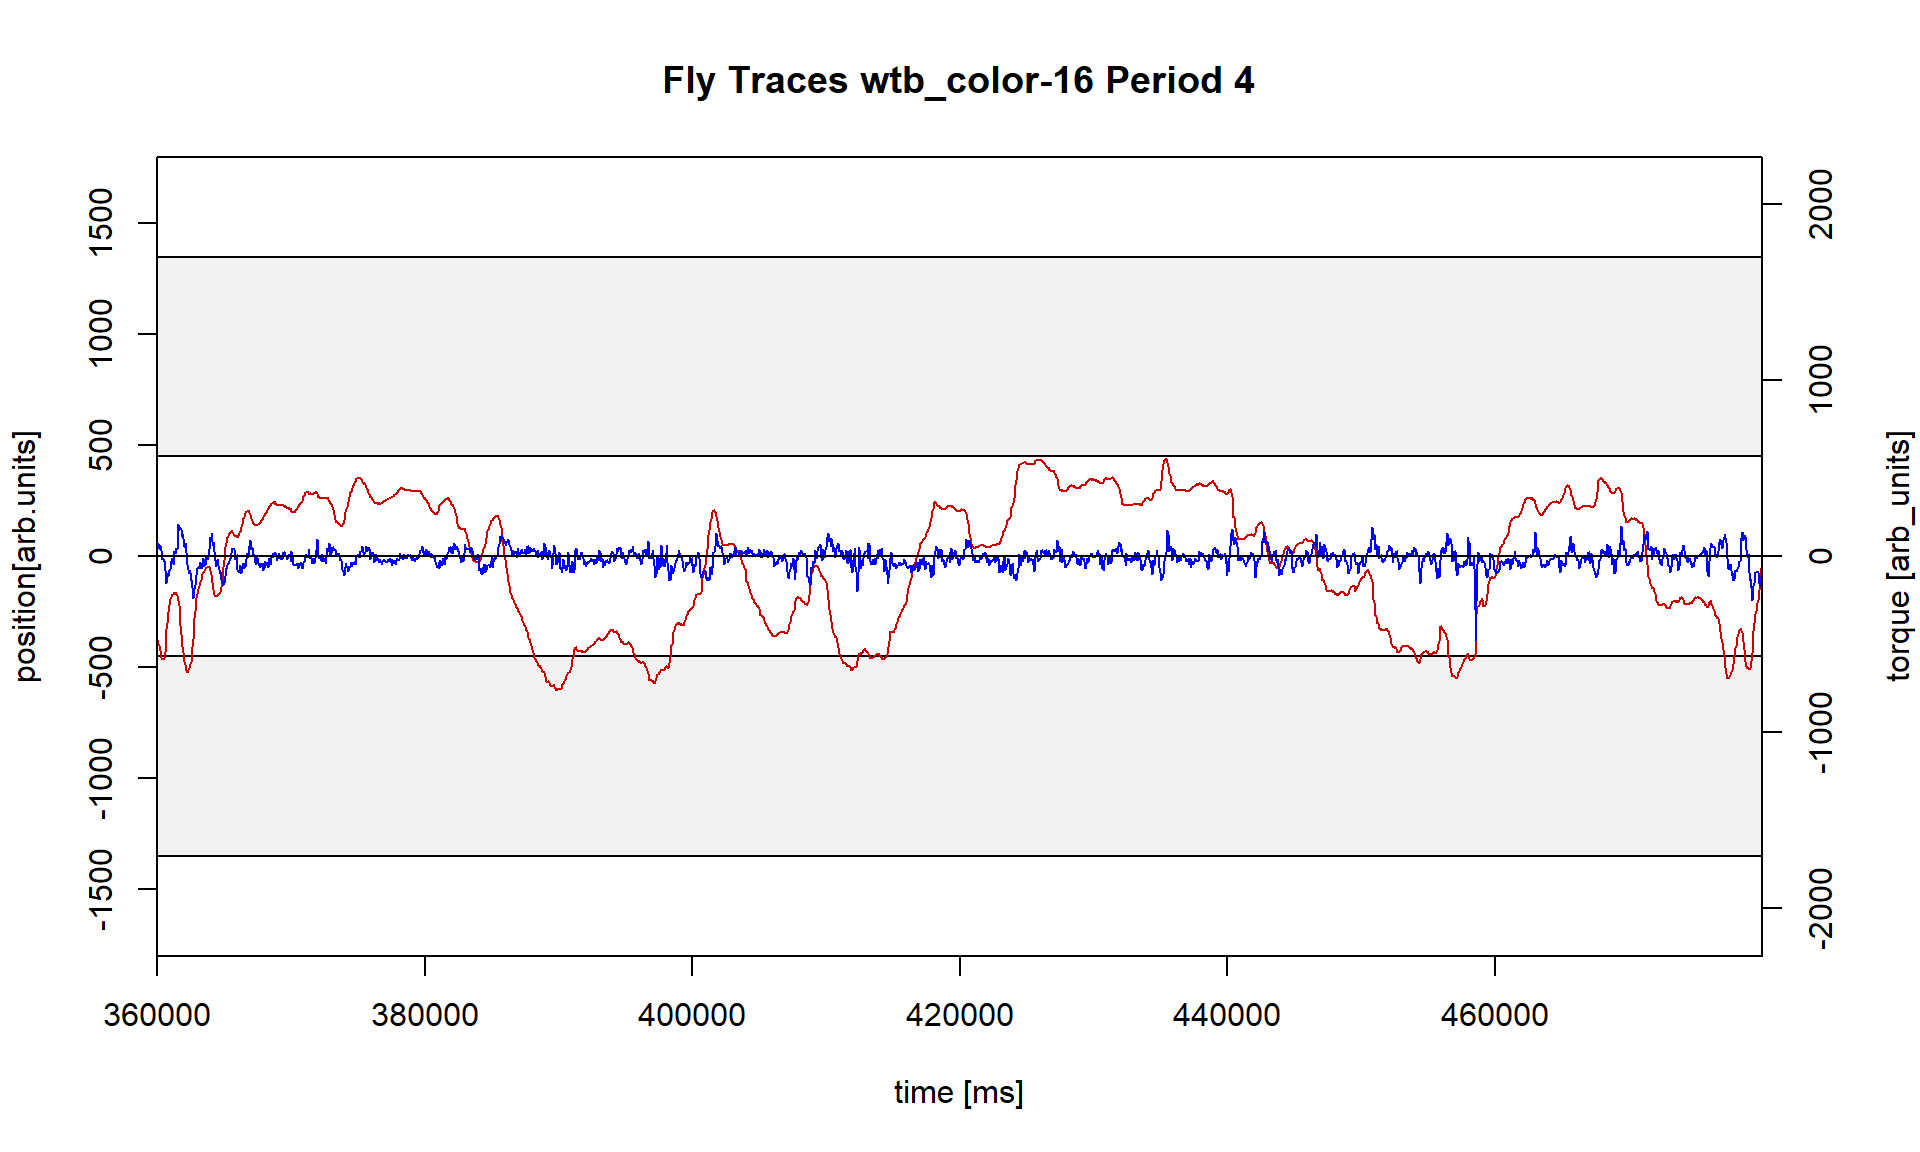 Fly Traces wtb_color-16 Period 4
position[arb.units]
1500
1000
500
0
-500
-1000
-1500
2000
1000
0
-1000
-2000
torque [arb_units]
360000 380000 400000 420000 440000 460000
time [ms]